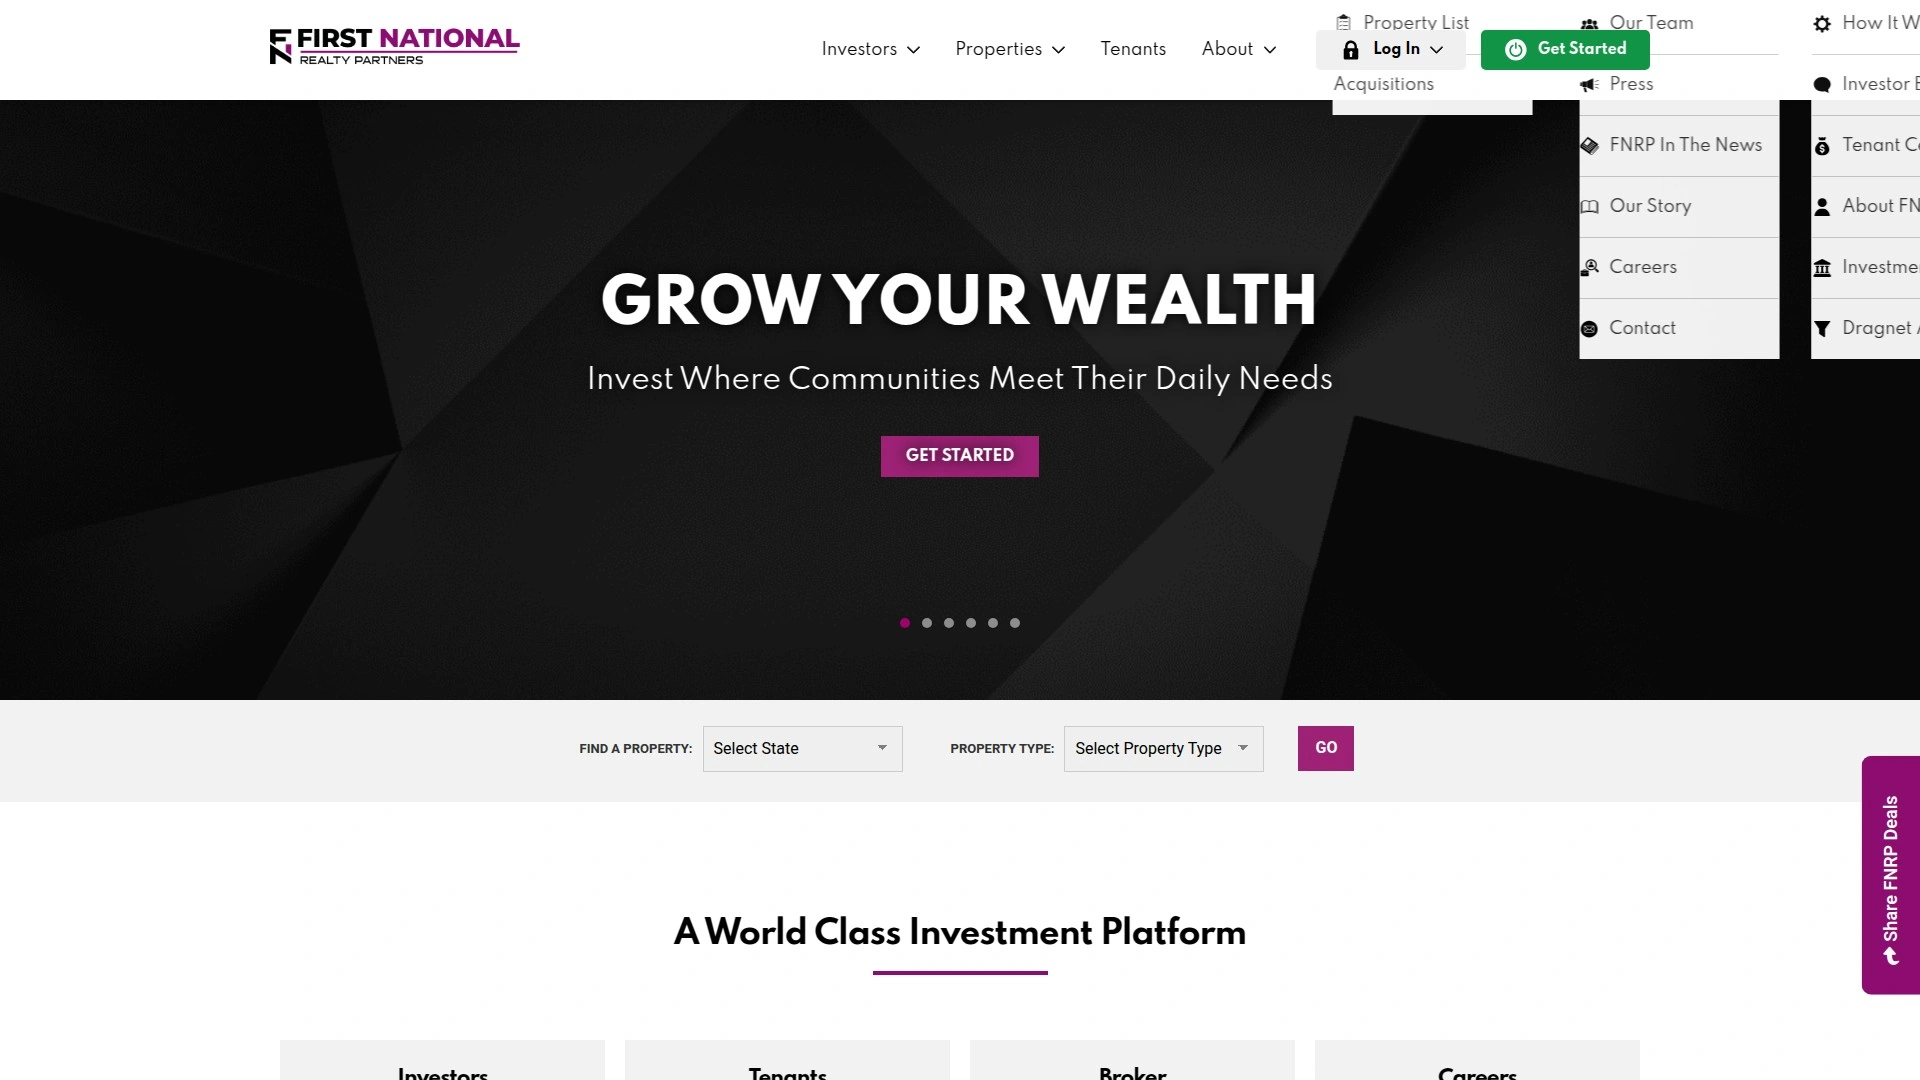 FIRST NATIONAL
REALTY PARTNERS
Investors
Properties
Tenants
About
Log In
Get Started
Property List
Acquisitions
Our Team
Press
FNRP In The News
Our Story
Careers
Contact
How It W
Investor E
Tenant Ce
About FN
Investme
Dragnet A
GROW YOUR WEALTH
Invest Where Communities Meet Their Daily Needs
GET STARTED
FIND A PROPERTY:
Select State
PROPERTY TYPE:
Select Property Type
GO
Share FNRP Deals
A World Class Investment Platform
Investors
Tenants
Broker
Careers